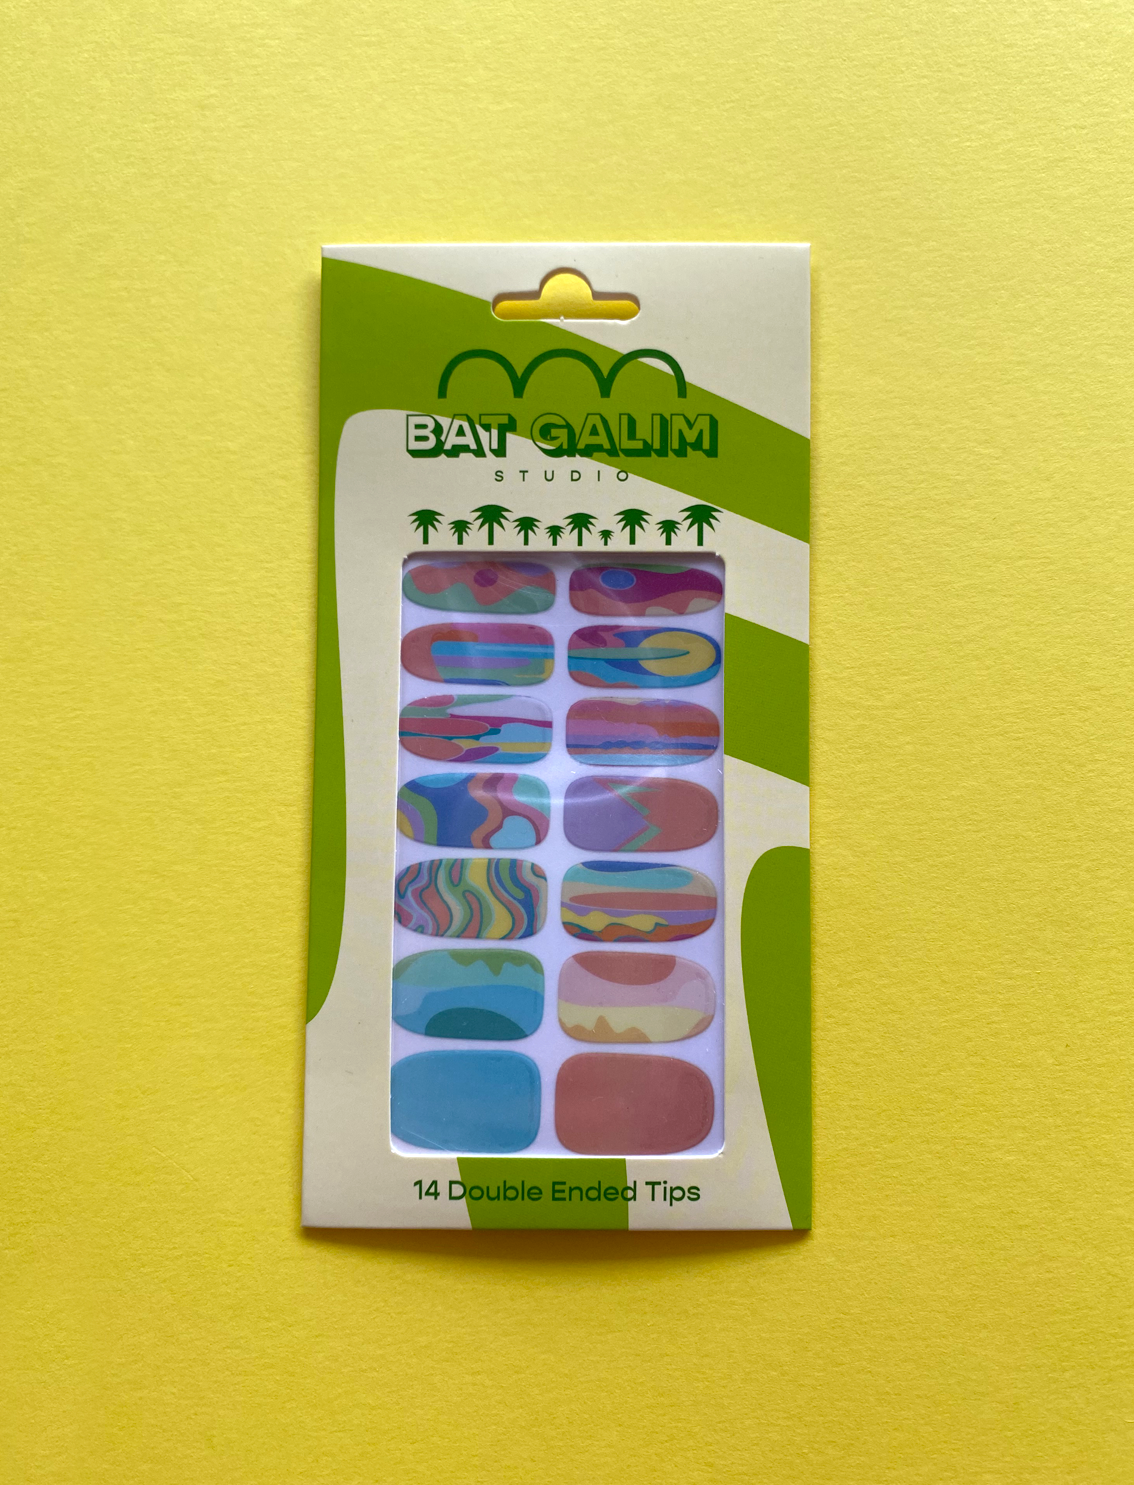 BAT GALIM
STUDIO
14 Double Ended Tips